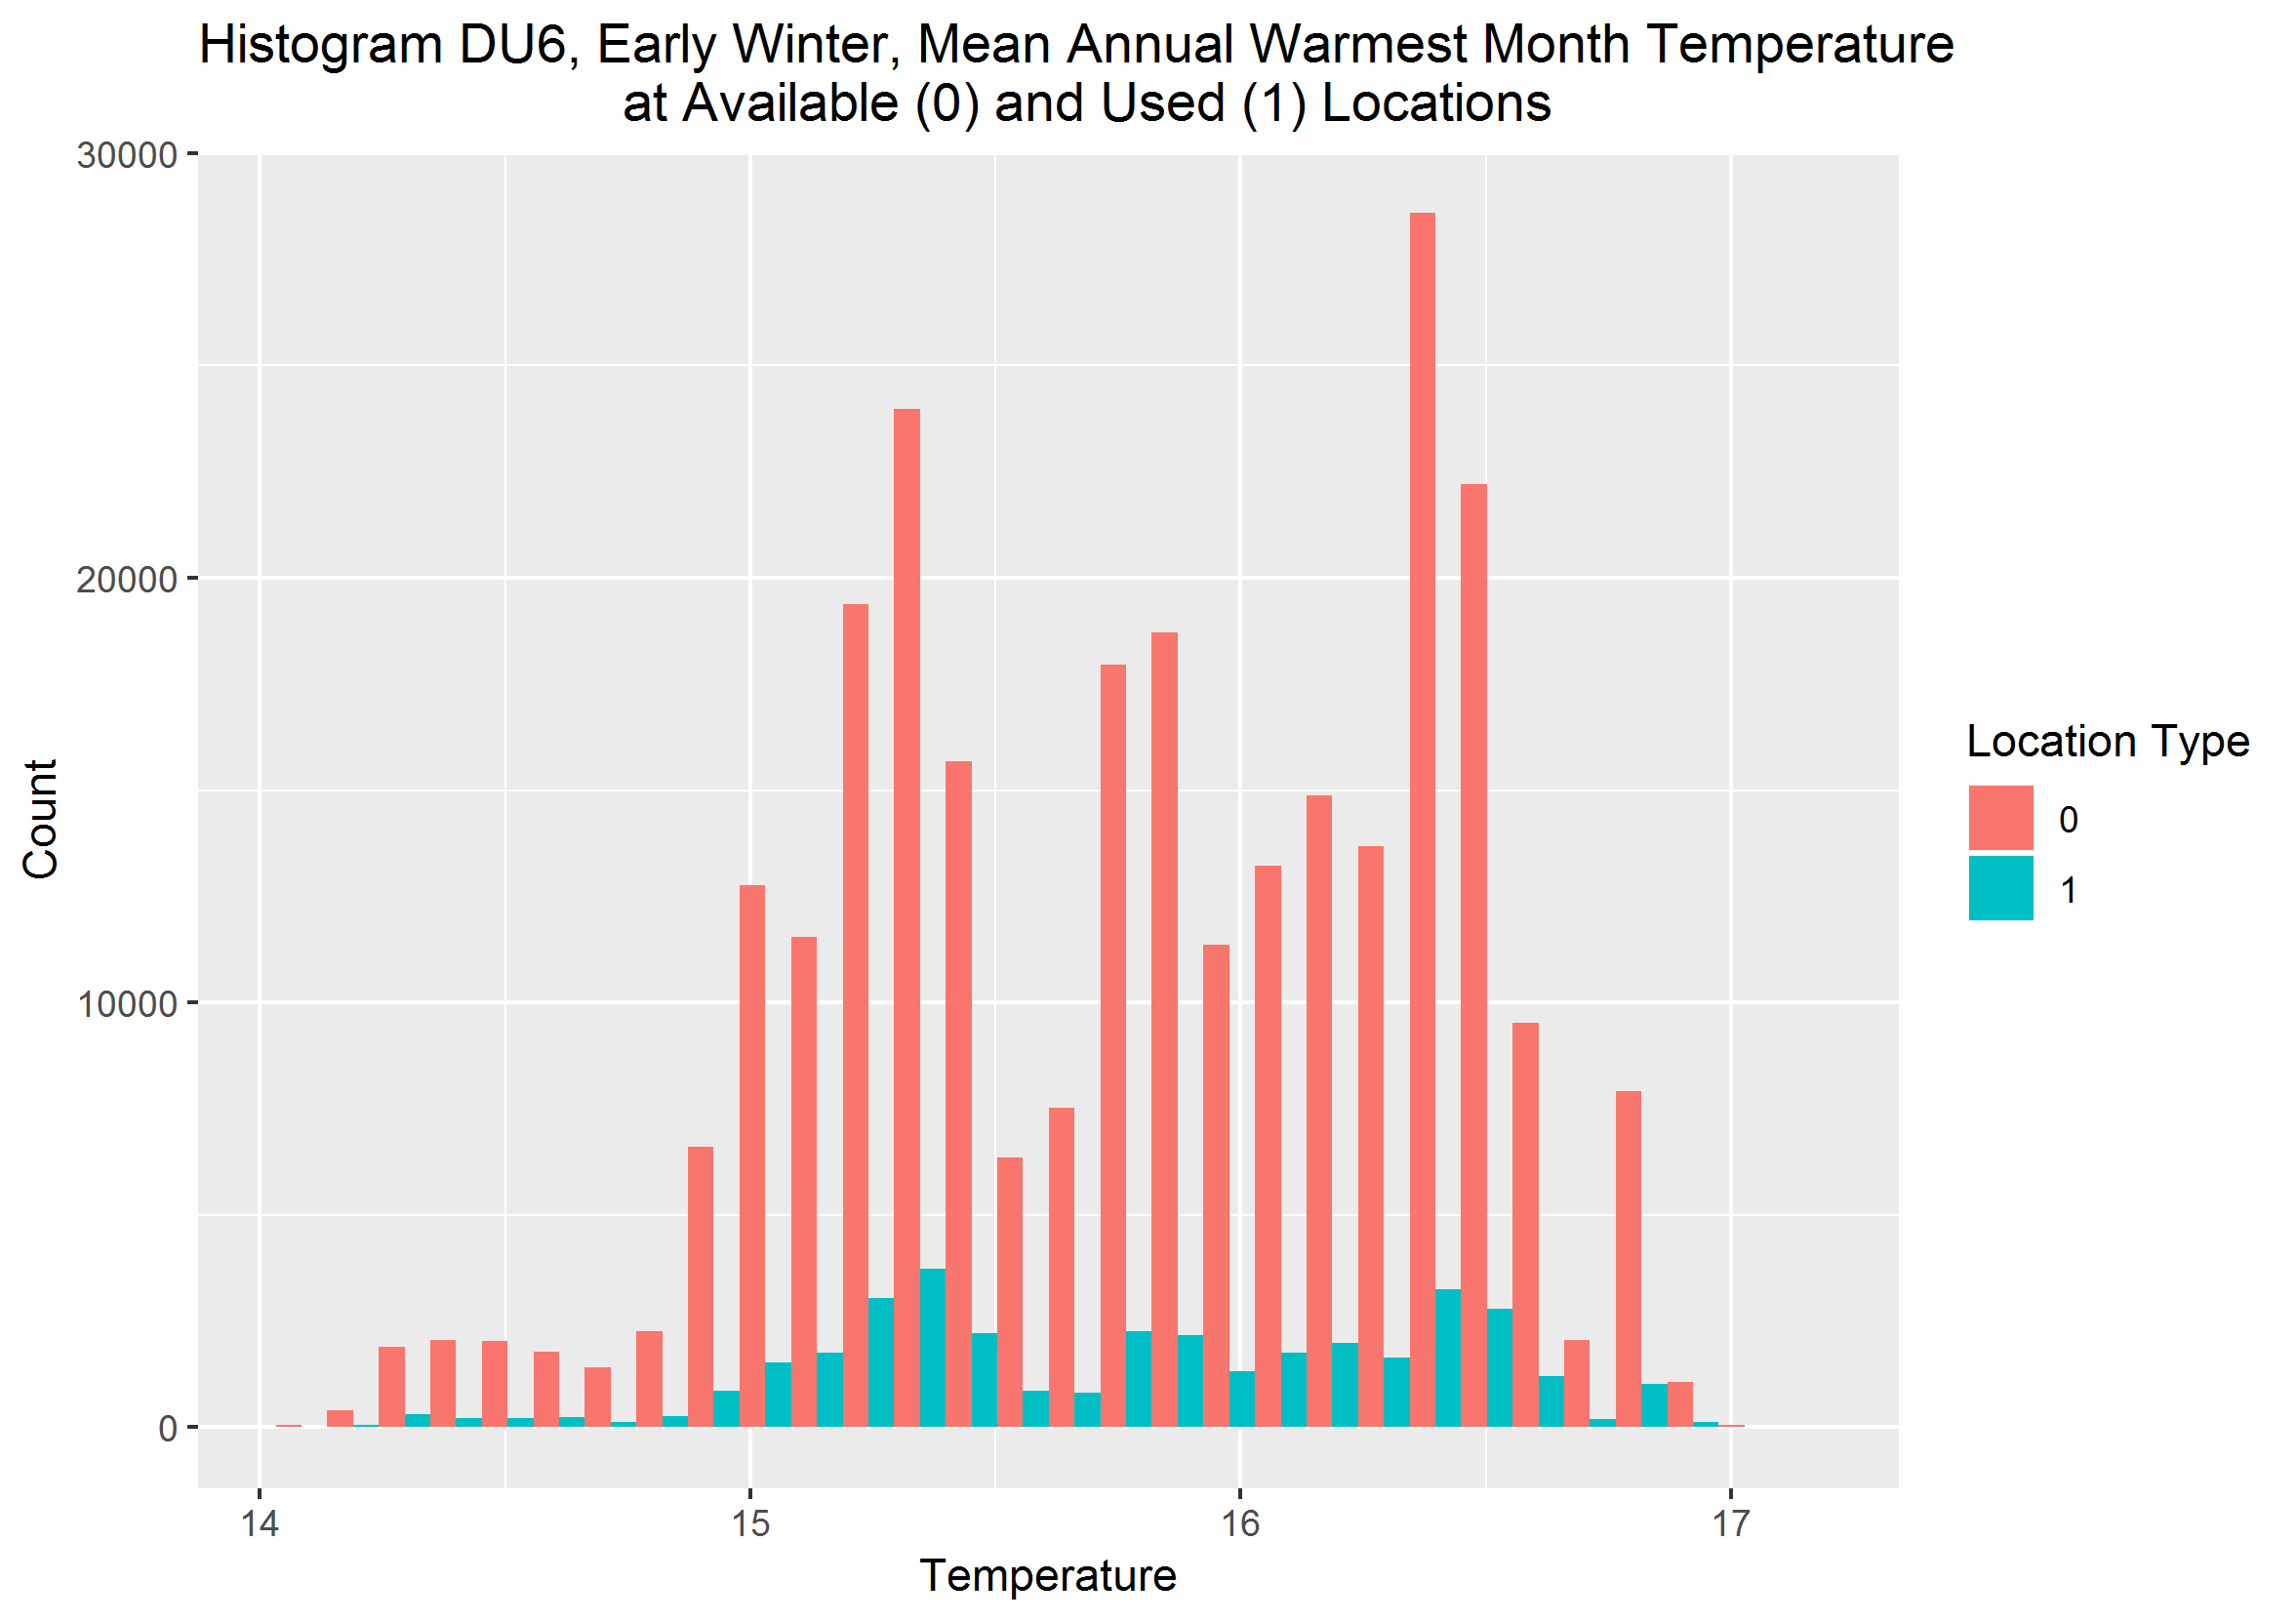 Histogram DU6, Early Winter, Mean Annual Warmest Month Temperature
at Available (0) and Used (1) Locations
30000
20000
10000
0
Count
14
15
16
17
Temperature
Location Type
0
1